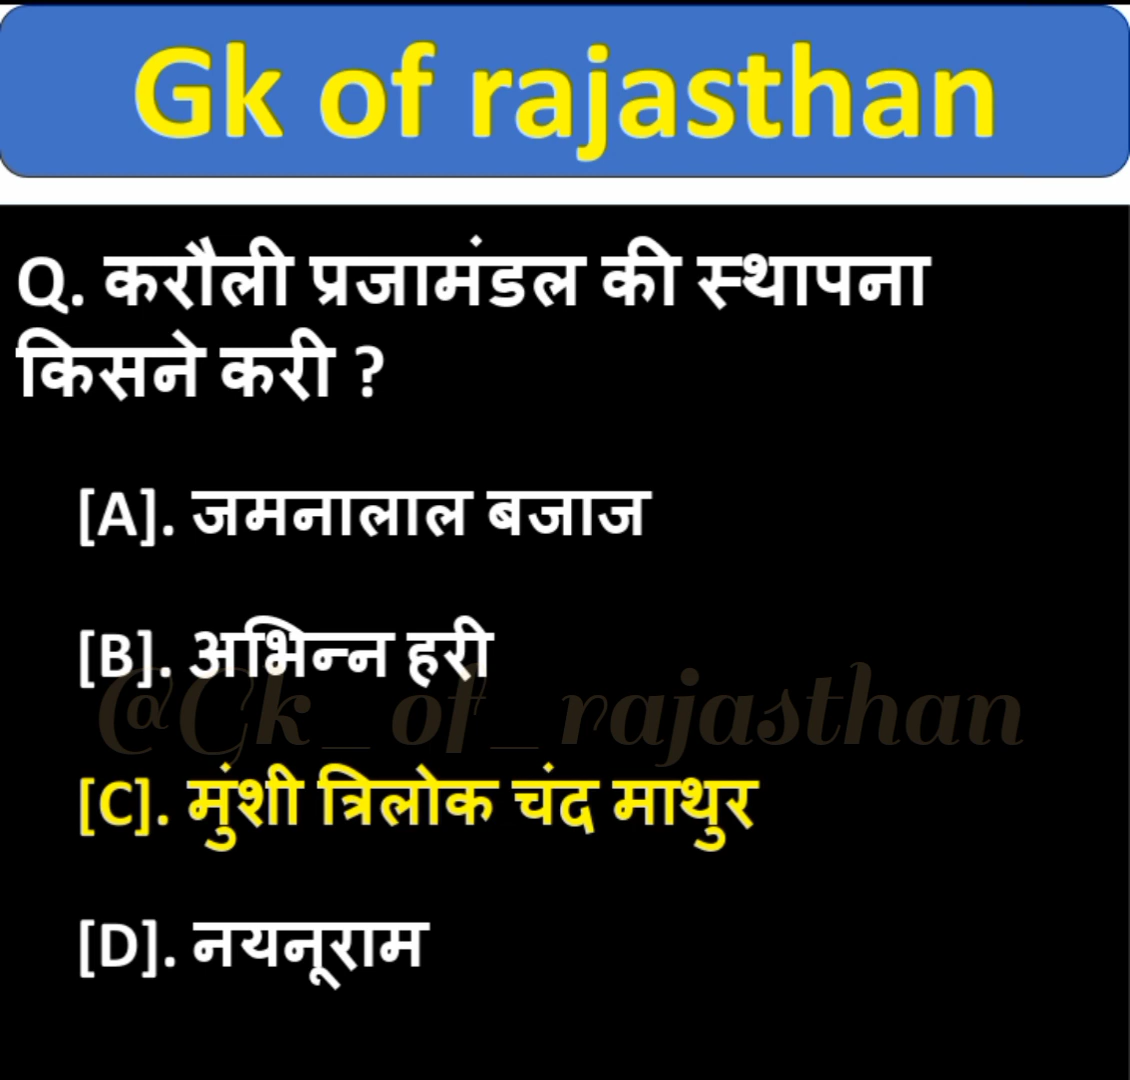 Gk of rajasthan
Q. करौली प्रजामंडल की स्थापना
किसने करी ?
[A]. जमनालाल बजाज
[B]. अभिन्न हरी
@Gk_of_rajasthan
[C]. मुंशी त्रिलोक चंद माथुर
[D]. नयनूराम